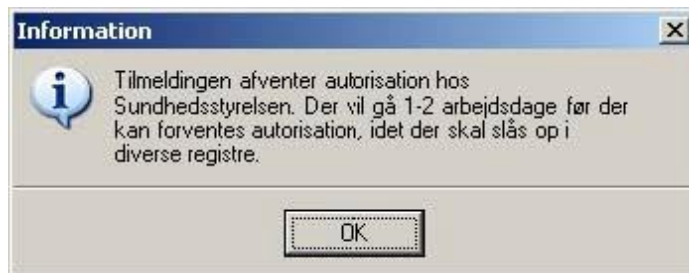 Information
Tilmeldingen afventer autorisation hos
Sundhedsstyrelsen. Der vil gå 1-2 arbejdsdage før der
kan forventes autorisation, idet der skal slås op i
diverse registre.
OK